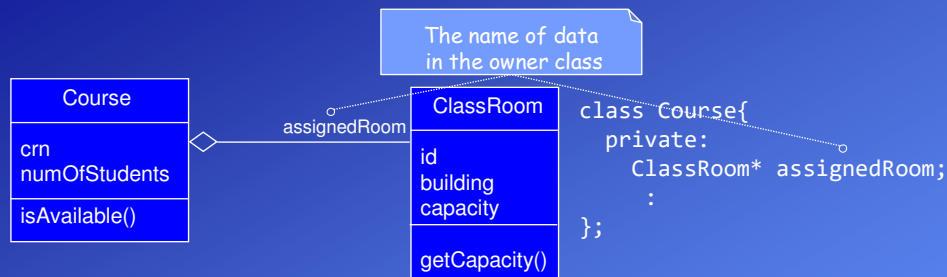 The name of data
in the owner class
Course
crn
numOfStudents
isAvailable()
assignedRoom
ClassRoom
id
building
capacity
getCapacity()
class Course{
private:
ClassRoom* assignedRoom;
:
};